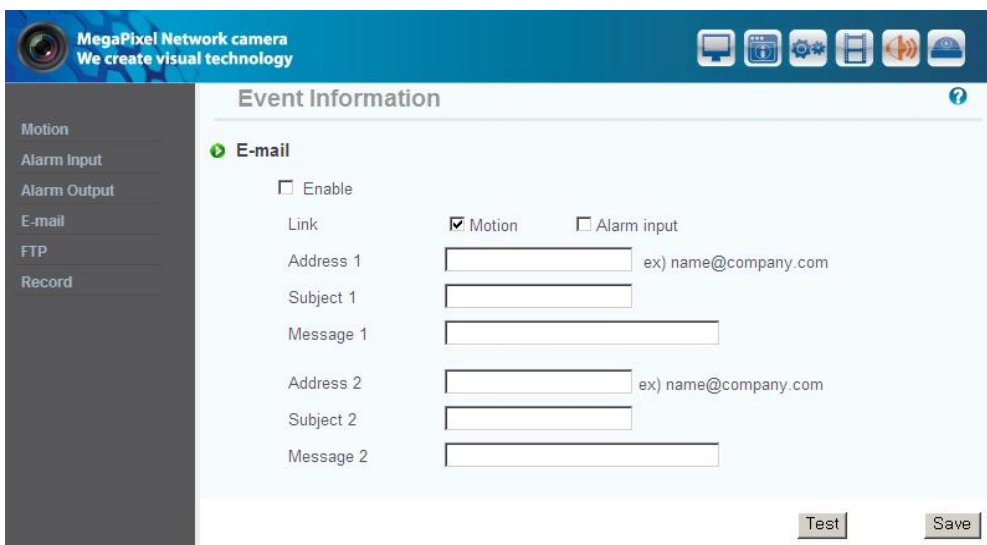 MegaPixel Network camera
We create visual technology
Event Information
Motion
Alarm Input
Alarm Output
E-mail
FTP
Record
E-mail
Enable
Link Motion Alarm input
Address 1 ex) name@company.com
Subject 1
Message 1
Address 2 ex) name@company.com
Subject 2
Message 2
Test Save